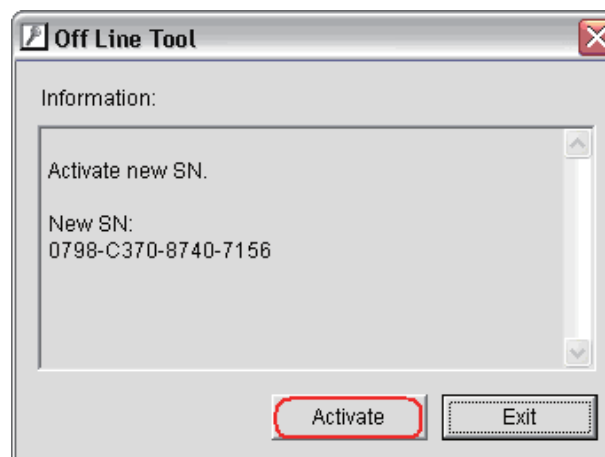 Off Line Tool
Information:
Activate new SN.
New SN:
0798-C370-8740-7156
Activate
Exit